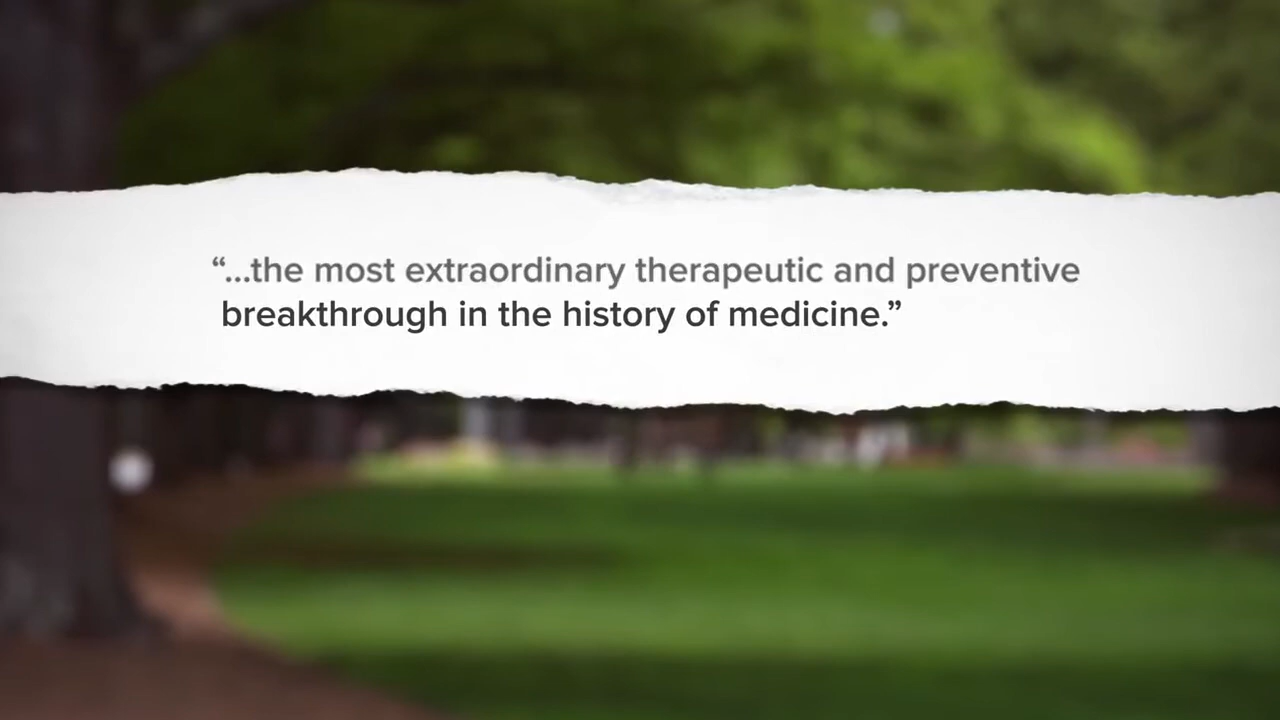 “...the most extraordinary therapeutic and preventive
breakthrough in the history of medicine.”